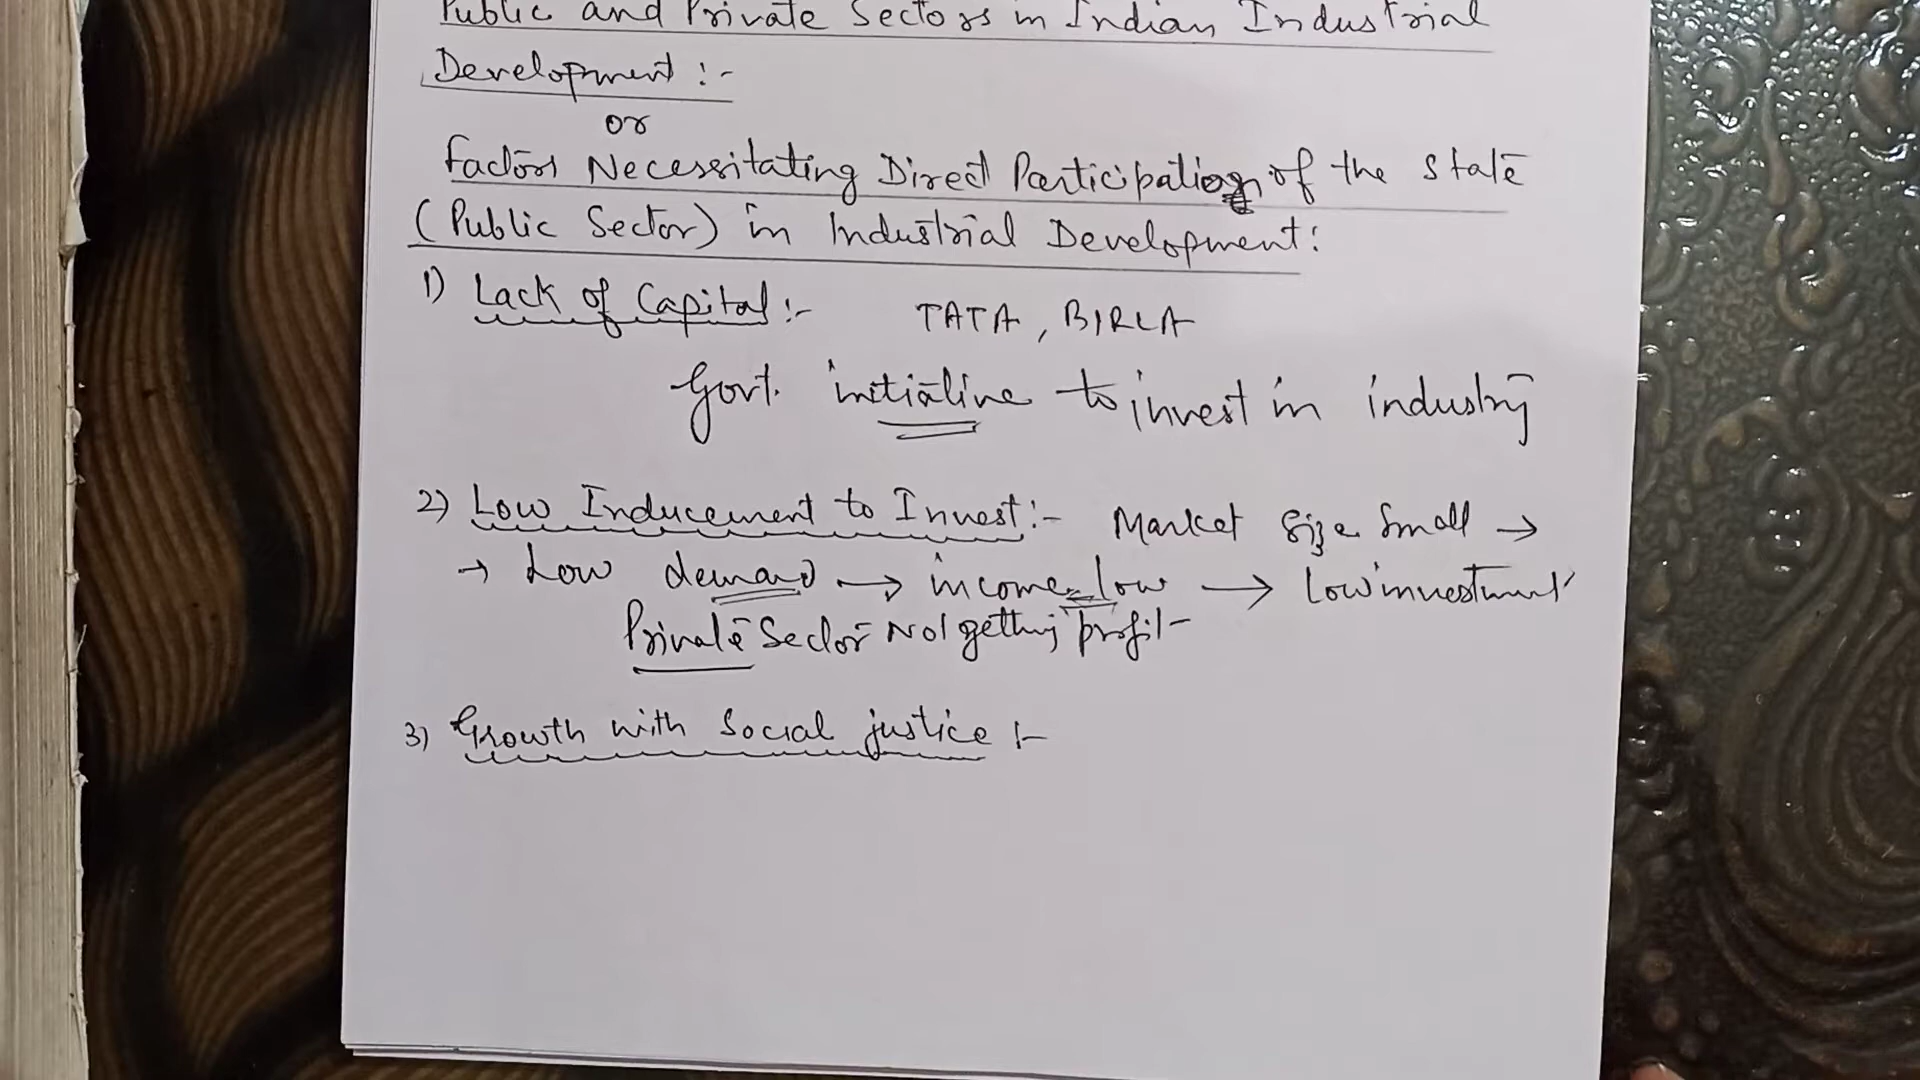 Public and Private Sectors in Indian Industrial
Development :-
or
Factors Necessitating Direct Participation of the State
(Public Sector) in Industrial Development:
1) Lack of Capital :- TATA, BIRLA
Govt. initiative to invest in industry
2) Low Inducement to Invest :- Market Size Small →
→ Low demand → income low → Low investment
Private Sector Not getting profit -
3) Growth with Social justice :-